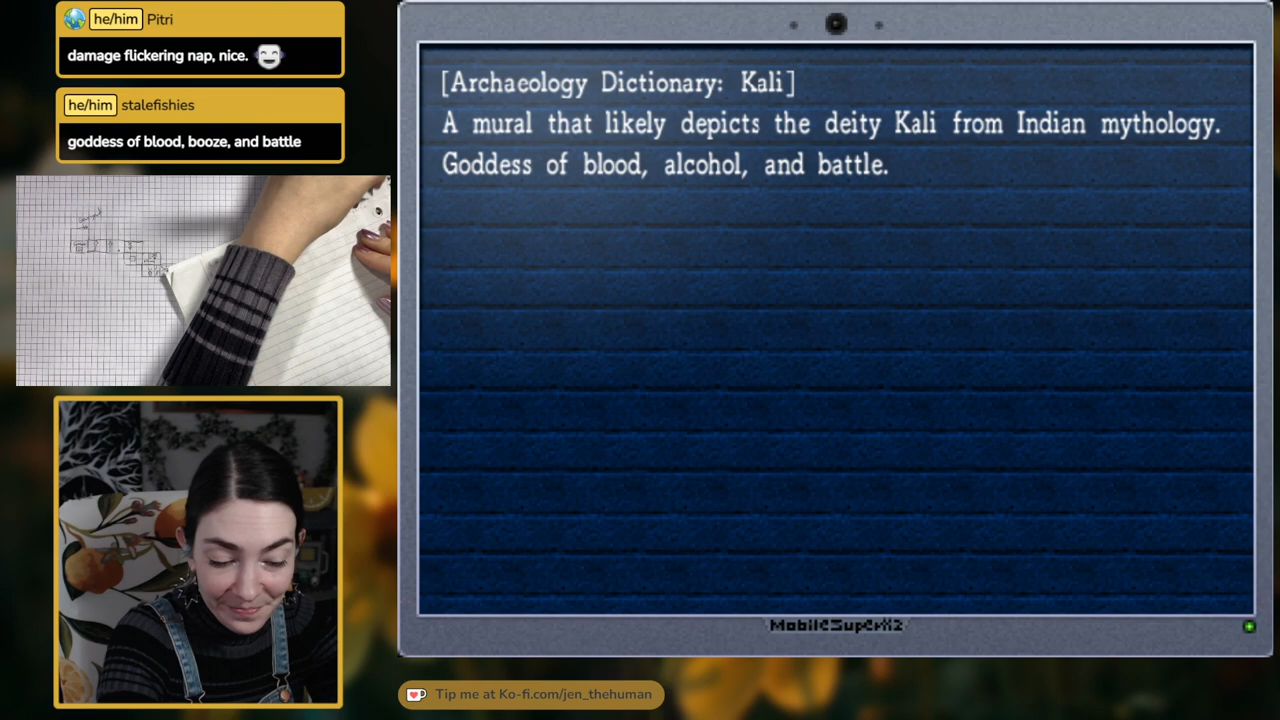 he/him Pitri
damage flickering nap, nice.
he/him stalefishies
goddess of blood, booze, and battle
[Archaeology Dictionary: Kali]
A mural that likely depicts the deity Kali from Indian mythology.
Goddess of blood, alcohol, and battle.
MobileSuperX2
Tip me at Ko-fi.com/jen_thehuman